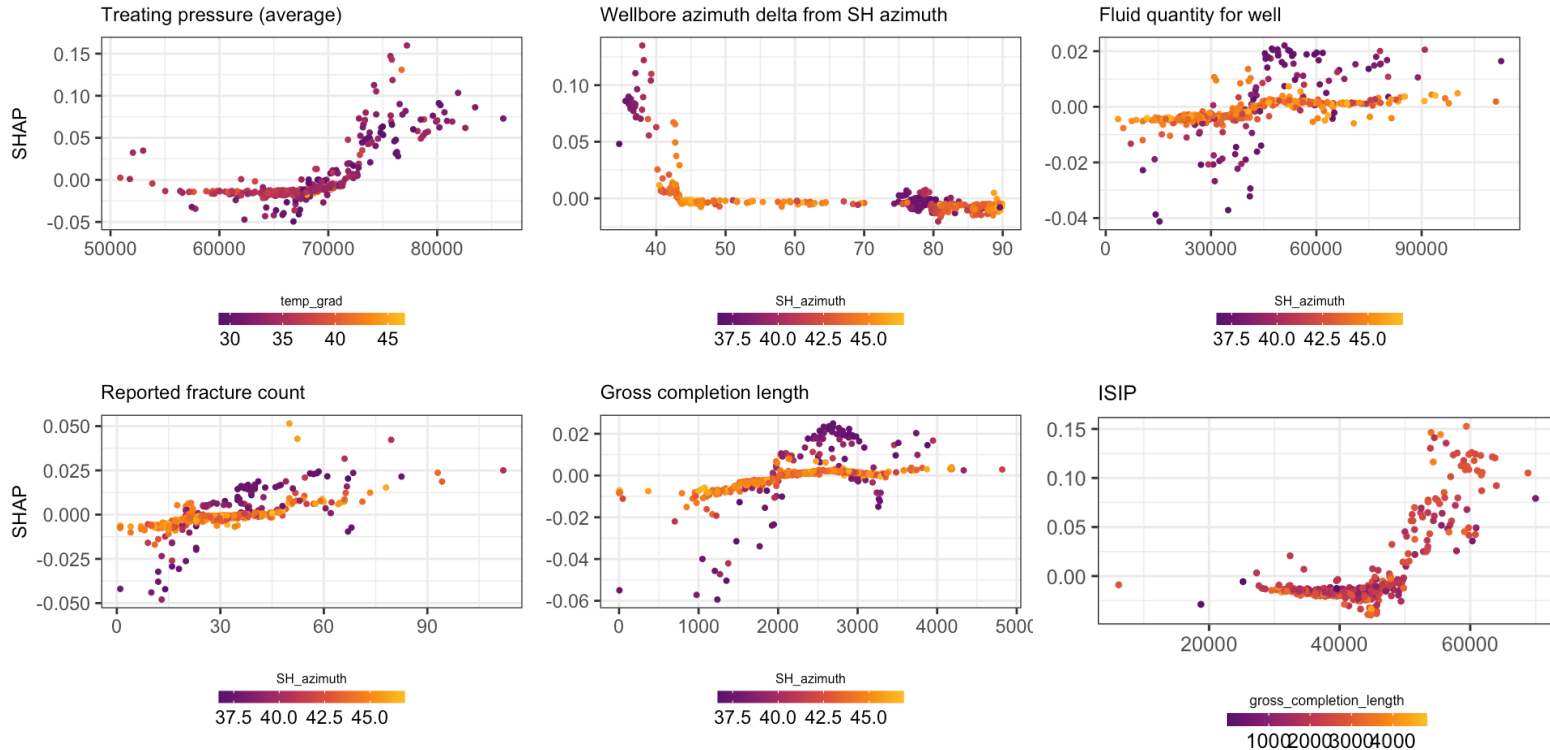 Treating pressure (average)
Wellbore azimuth delta from SH azimuth
Fluid quantity for well
SHAP
0.15
0.10
0.05
0.00
-0.05
50000 60000 70000 80000
0.10
0.05
0.00
40 50 60 70 80 90
0.02
0.00
-0.02
-0.04
0 30000 60000 90000
temp_grad
30 35 40 45
SH_azimuth
37.5 40.0 42.5 45.0
SH_azimuth
37.5 40.0 42.5 45.0
Reported fracture count
Gross completion length
ISIP
SHAP
0.050
0.025
0.000
-0.025
-0.050
0 30 60 90
0.02
0.00
-0.02
-0.04
-0.06
0 1000 2000 3000 4000 5000
0.15
0.10
0.05
0.00
20000 40000 60000
SH_azimuth
37.5 40.0 42.5 45.0
SH_azimuth
37.5 40.0 42.5 45.0
gross_completion_length
1000 2000 3000 4000